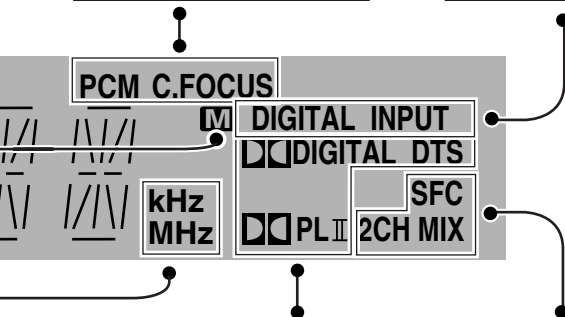 PCM C.FOCUS
M DIGITAL INPUT
DIGITAL DTS
kHz SFC
MHz PL II 2CH MIX